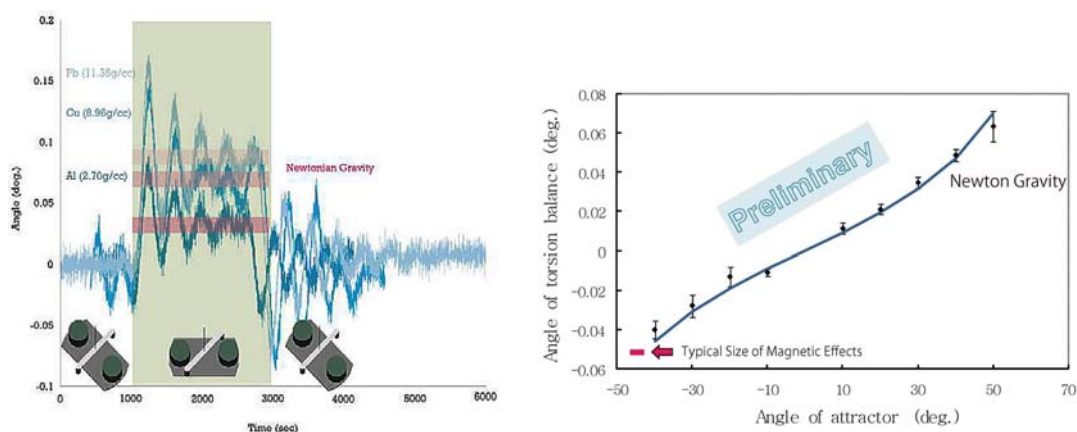 0.2
0.15
0.1
0.05
0
-0.05
-0.1
Angle (deg.)
Pb (11.35g/cc)
Cu (8.96g/cc)
Al (2.70g/cc)
Newtonian Gravity
0 1000 2000 3000 4000 5000 6000
Time (sec)
0.08
0.06
0.04
0.02
0
-0.02
-0.04
-0.06
Angle of torsion balance (deg.)
Preliminary
Newton Gravity
Typical Size of Magnetic Effects
-50 -30 -10 10 30 50 70
Angle of attractor (deg.)